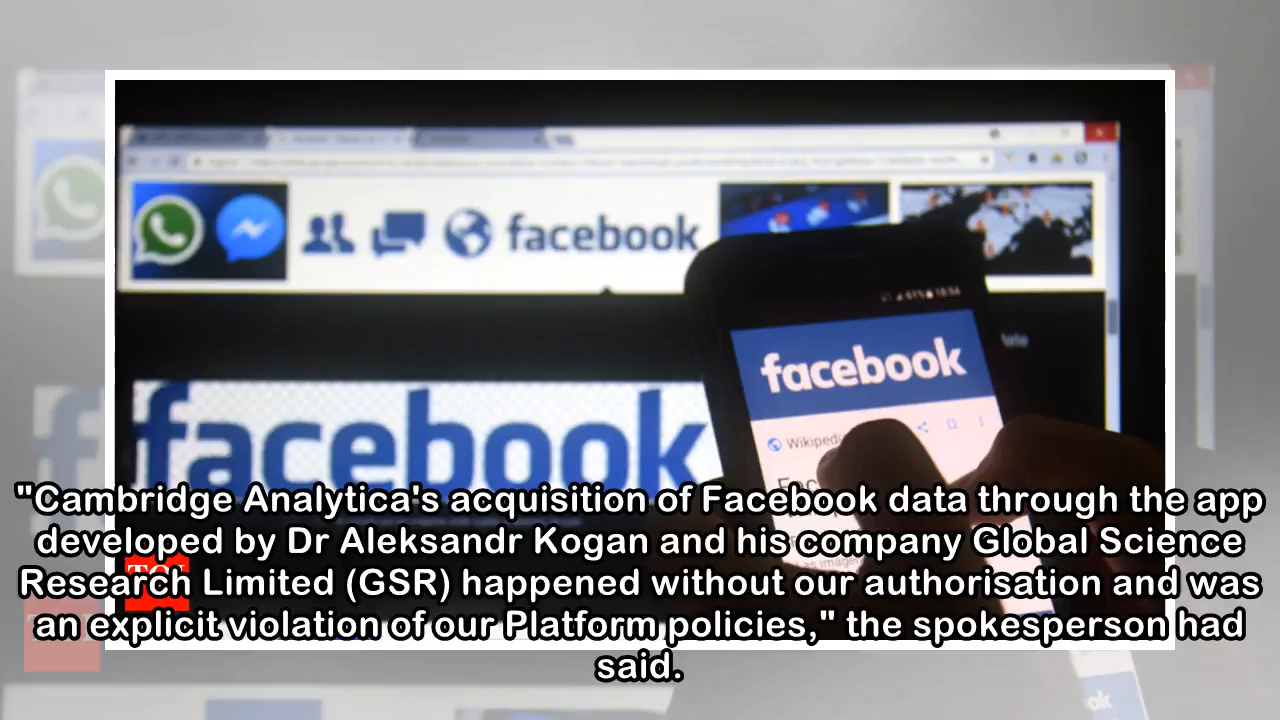 facebook
facebook
Wikipedi
facebook
"Cambridge Analytica's acquisition of Facebook data through the app
developed by Dr Aleksandr Kogan and his company Global Science
Research Limited (GSR) happened without our authorisation and was
an explicit violation of our Platform policies," the spokesperson had
said.
TOI